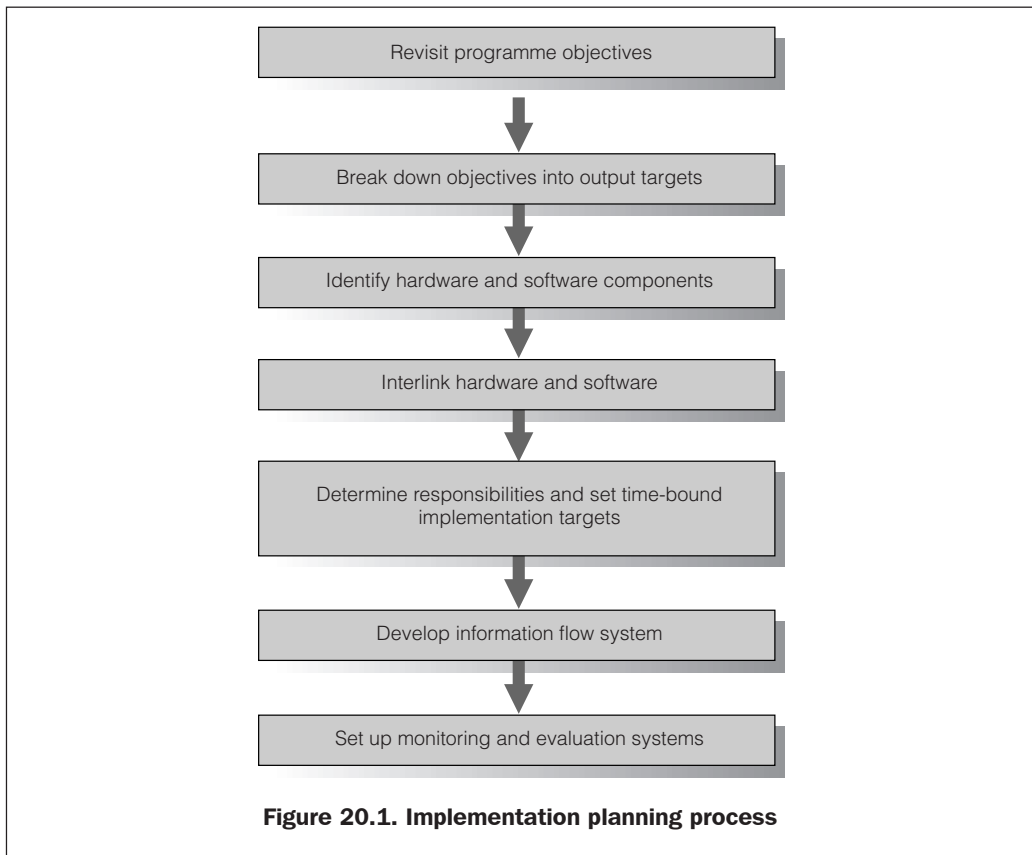 Revisit programme objectives
Break down objectives into output targets
Identify hardware and software components
Interlink hardware and software
Determine responsibilities and set time-bound
implementation targets
Develop information flow system
Set up monitoring and evaluation systems
Figure 20.1. Implementation planning process